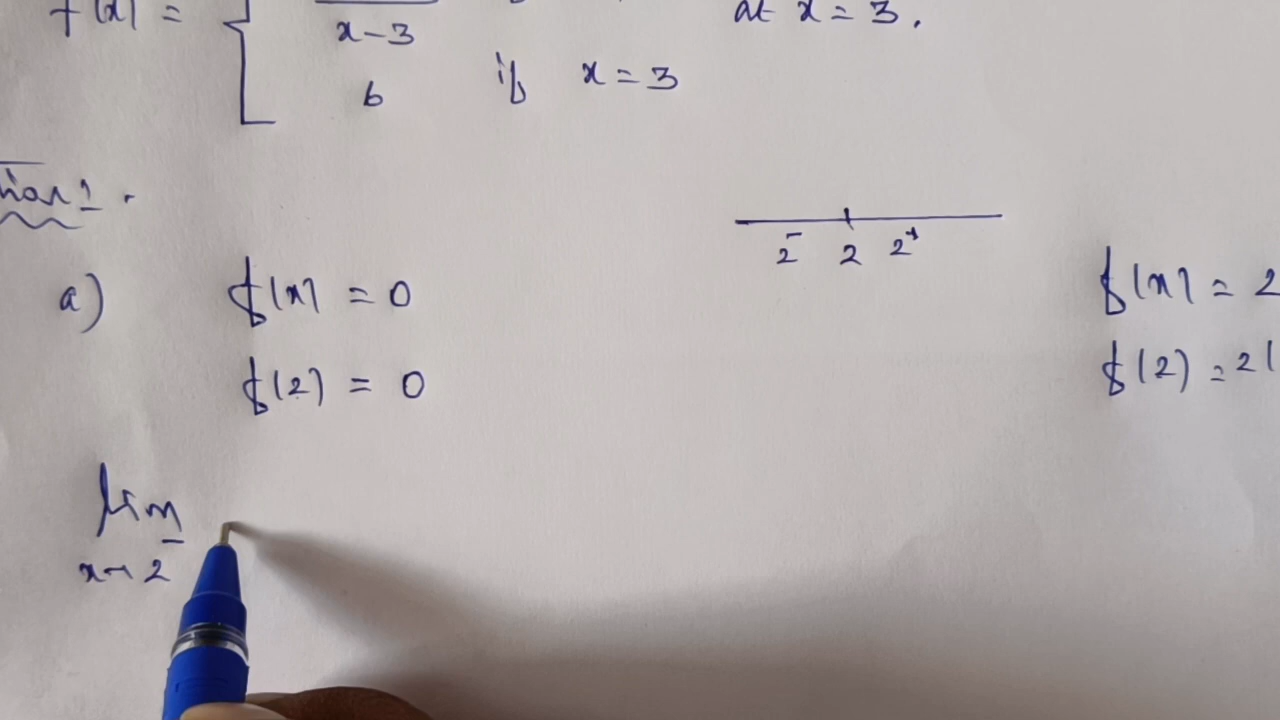 f(x) = { x-3 at x = 3.
6 if x = 3
a) f(x) = 0
f(2) = 0
2⁻ 2 2⁺
f(x) = 2
f(2) = 2(
lim
x→2⁻